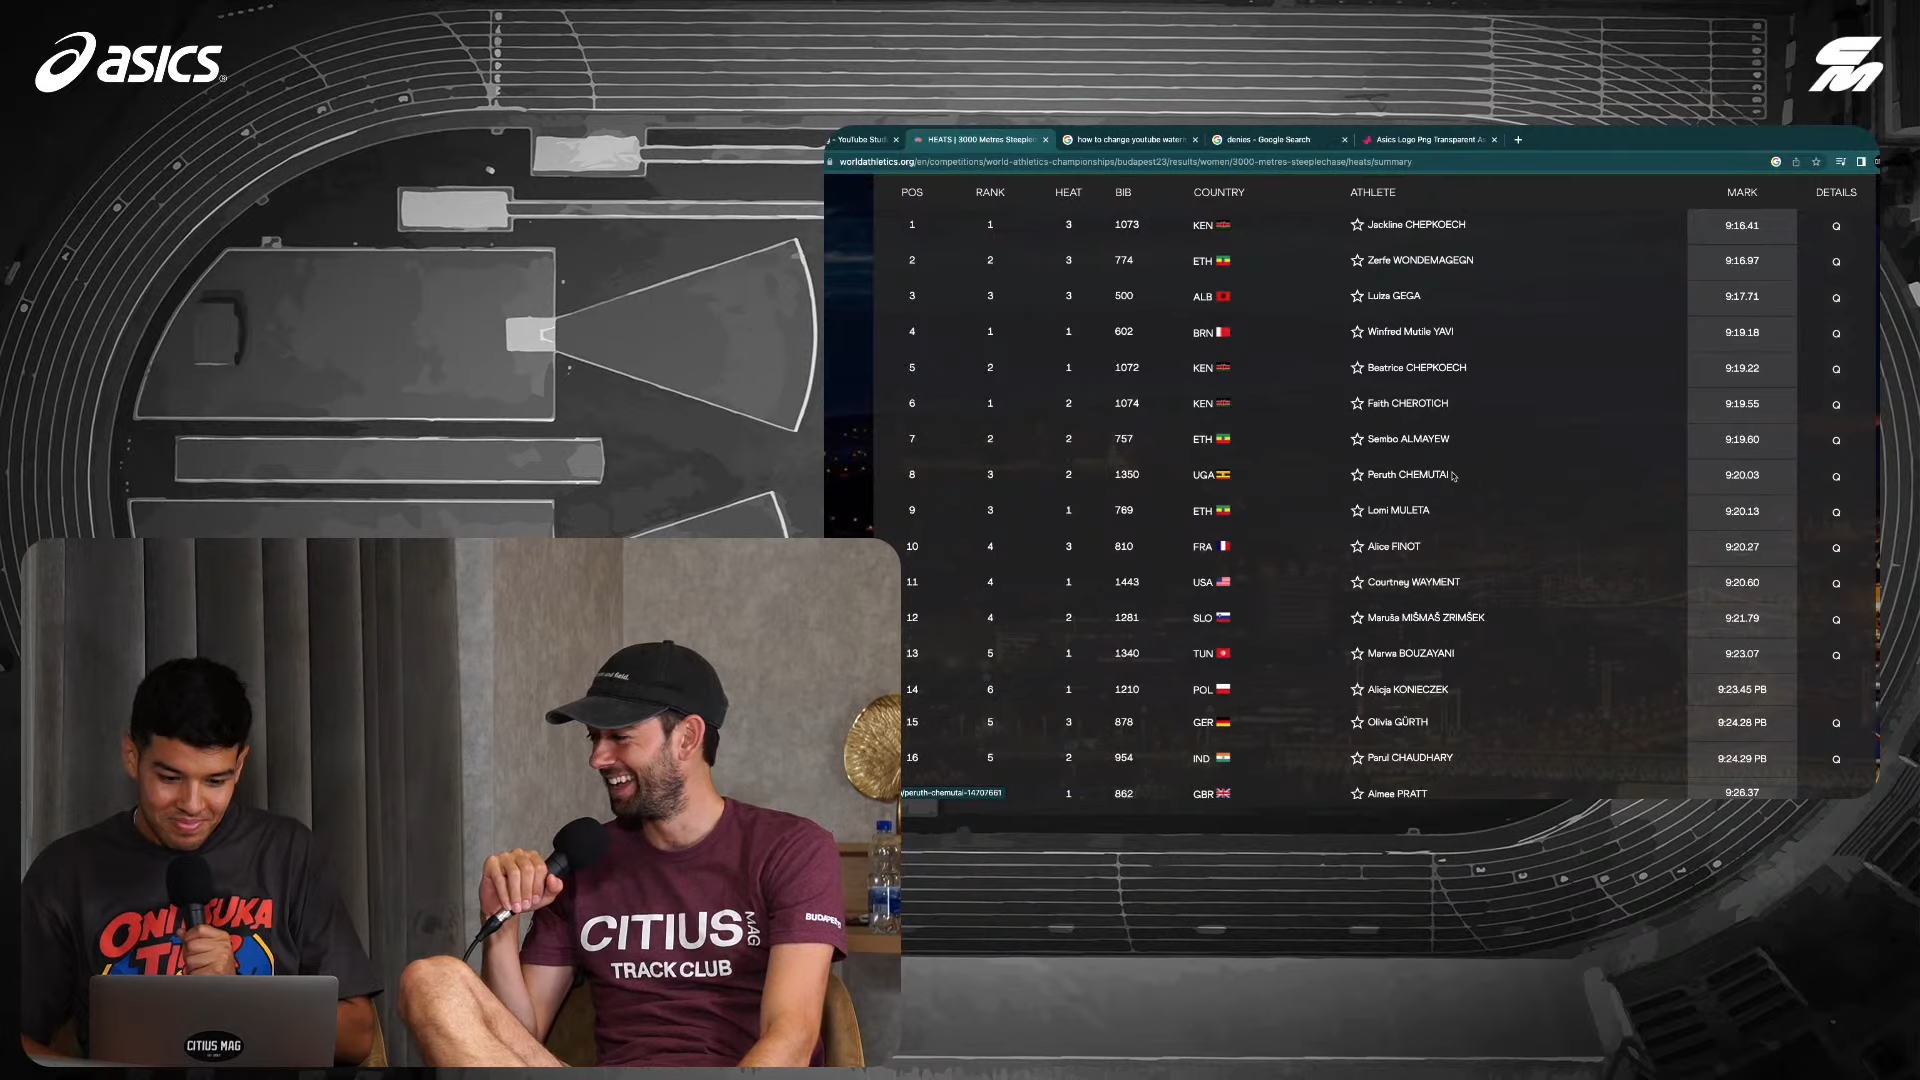 asics
- YouTube Studi
HEATS | 3000 Metres Steeplec
how to change youtube watern
denies - Google Search
Asics Logo Png Transparent As
worldathletics.org/en/competitions/world-athletics-championships/budapest23/results/women/3000-metres-steeplechase/heats/summary
POS RANK HEAT BIB COUNTRY ATHLETE MARK DETAILS
1 1 3 1073 KEN Jackline CHEPKOECH 9:16.41 Q
2 2 3 774 ETH Zerfe WONDEMAGEGN 9:16.97 Q
3 3 3 500 ALB Luiza GEGA 9:17.71 Q
4 1 1 602 BRN Winfred Mutile YAVI 9:19.18 Q
5 2 1 1072 KEN Beatrice CHEPKOECH 9:19.22 Q
6 1 2 1074 KEN Faith CHEROTICH 9:19.55 Q
7 2 2 757 ETH Sembo ALMAYEW 9:19.60 Q
8 3 2 1350 UGA Peruth CHEMUTAI 9:20.03 Q
9 3 1 769 ETH Lomi MULETA 9:20.13 Q
10 4 3 810 FRA Alice FINOT 9:20.27 Q
11 4 1 1443 USA Courtney WAYMENT 9:20.60 Q
12 4 2 1281 SLO Maruša MIŠMAŠ ZRIMŠEK 9:21.79 Q
13 5 1 1340 TUN Marwa BOUZAYANI 9:23.07 Q
14 6 1 1210 POL Alicja KONIECZEK 9:23.45 PB
15 5 3 878 GER Olivia GÜRTH 9:24.28 PB Q
16 5 2 954 IND Parul CHAUDHARY 9:24.29 PB Q
1 862 GBR Aimee PRATT 9:26.37
/peruth-chemutai-14707661
CITIUS MAG
TRACK CLUB
CITIUS MAG